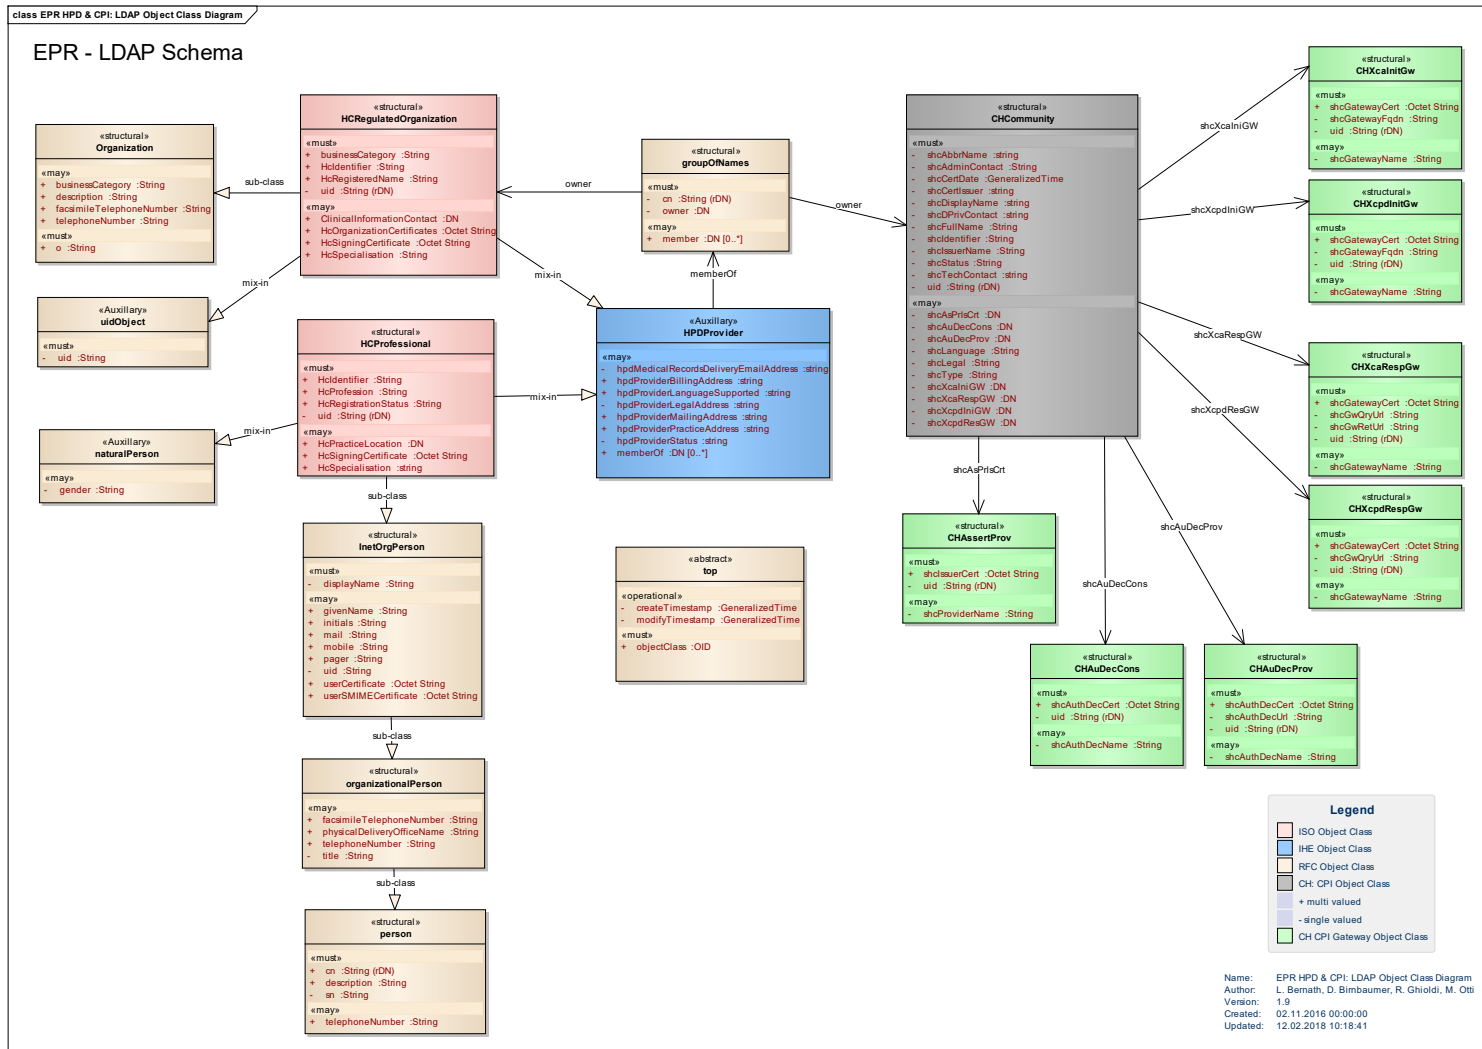 class EPR HPD & CPI: LDAP Object Class Diagram
EPR - LDAP Schema
«structural»
Organization
«may»
+ businessCategory :String
+ description :String
+ facsimileTelephoneNumber :String
+ telephoneNumber :String
«must»
+ o :String
sub-class
«structural»
HCRegulatedOrganization
«must»
+ businessCategory :String
+ HcIdentifier :String
+ HcRegisteredName :String
- uid :String (rDN)
«may»
+ ClinicalInformationContact :DN
+ HcOrganizationCertificates :Octet String
+ HcSigningCertificate :Octet String
+ HcSpecialisation :String
mix-in
mix-in
«Auxillary»
uidObject
«must»
- uid :String
owner
«structural»
groupOfNames
«must»
- cn :String (rDN)
- owner :DN
«may»
+ member :DN [0..*]
owner
memberOf
«structural»
HCProfessional
«must»
+ HcIdentifier :String
+ HcProfession :String
+ HcRegistrationStatus :String
- uid :String (rDN)
«may»
+ HcPracticeLocation :DN
+ HcSigningCertificate :Octet String
+ HcSpecialisation :string
mix-in
mix-in
«Auxillary»
naturalPerson
«may»
- gender :String
«Auxillary»
HPDProvider
«may»
- hpdMedicalRecordsDeliveryEmailAddress :string
+ hpdProviderBillingAddress :string
+ hpdProviderLanguageSupported :string
- hpdProviderLegalAddress :string
+ hpdProviderMailingAddress :string
+ hpdProviderPracticeAddress :string
- hpdProviderStatus :string
+ memberOf :DN [0..*]
sub-class
«structural»
InetOrgPerson
«must»
- displayName :String
«may»
+ givenName :String
+ initials :String
+ mail :String
+ mobile :String
+ pager :String
- uid :String
+ userCertificate :Octet String
+ userSMIMECertificate :Octet String
sub-class
«structural»
organizationalPerson
«may»
+ facsimileTelephoneNumber :String
+ physicalDeliveryOfficeName :String
+ telephoneNumber :String
- title :String
sub-class
«structural»
person
«must»
+ cn :String (rDN)
+ description :String
- sn :String
«may»
+ telephoneNumber :String
«abstract»
top
«operational»
- createTimestamp :GeneralizedTime
- modifyTimestamp :GeneralizedTime
«must»
+ objectClass :OID
«structural»
CHCommunity
«must»
- shcAbbrName :string
- shcAdminContact :String
- shcCertDate :GeneralizedTime
- shcCertIssuer :string
- shcDisplayName :string
- shcDPrivContact :string
- shcFullName :String
- shcIdentifier :String
- shcIssuerName :String
- shcStatus :String
- shcTechContact :string
- uid :String (rDN)
«may»
- shcAsPrlsCrt :DN
- shcAuDecCons :DN
- shcAuDecProv :DN
- shcLanguage :String
- shcLegal :String
- shcType :String
- shcXcaIniGW :DN
- shcXcaRespGW :DN
- shcXcpdIniGW :DN
- shcXcpdResGW :DN
shcXcaIniGW
shcXcpdIniGW
shcXcaRespGW
shcXcpdResGW
shcAsPrlsCrt
shcAuDecCons
shcAuDecProv
«structural»
CHXcaInitGw
«must»
+ shcGatewayCert :Octet String
- shcGatewayFqdn :String
- uid :String (rDN)
«may»
- shcGatewayName :String
«structural»
CHXcpdInitGw
«must»
+ shcGatewayCert :Octet String
- shcGatewayFqdn :String
- uid :String (rDN)
«may»
- shcGatewayName :String
«structural»
CHXcaRespGw
«must»
+ shcGatewayCert :Octet String
- shcGwQryUrl :String
- shcGwRetUrl :String
- uid :String (rDN)
«may»
- shcGatewayName :String
«structural»
CHXcpdRespGw
«must»
+ shcGatewayCert :Octet String
- shcGwQryUrl :String
- uid :String (rDN)
«may»
- shcGatewayName :String
«structural»
CHAssertProv
«must»
+ shcIssuerCert :Octet String
- uid :String (rDN)
«may»
- shcProviderName :String
«structural»
CHAuDecCons
«must»
+ shcAuthDecCert :Octet String
- uid :String (rDN)
«may»
- shcAuthDecName :String
«structural»
CHAuDecProv
«must»
+ shcAuthDecCert :Octet String
- shcAuthDecUrl :String
- uid :String (rDN)
«may»
- shcAuthDecName :String
Legend
ISO Object Class
IHE Object Class
RFC Object Class
CH: CPI Object Class
+ multi valued
- single valued
CH CPI Gateway Object Class
Name: EPR HPD & CPI: LDAP Object Class Diagram
Author: L. Bernath, D. Birnbaumer, R. Ghioldi, M. Otti
Version: 1.9
Created: 02.11.2016 00:00:00
Updated: 12.02.2018 10:18:41